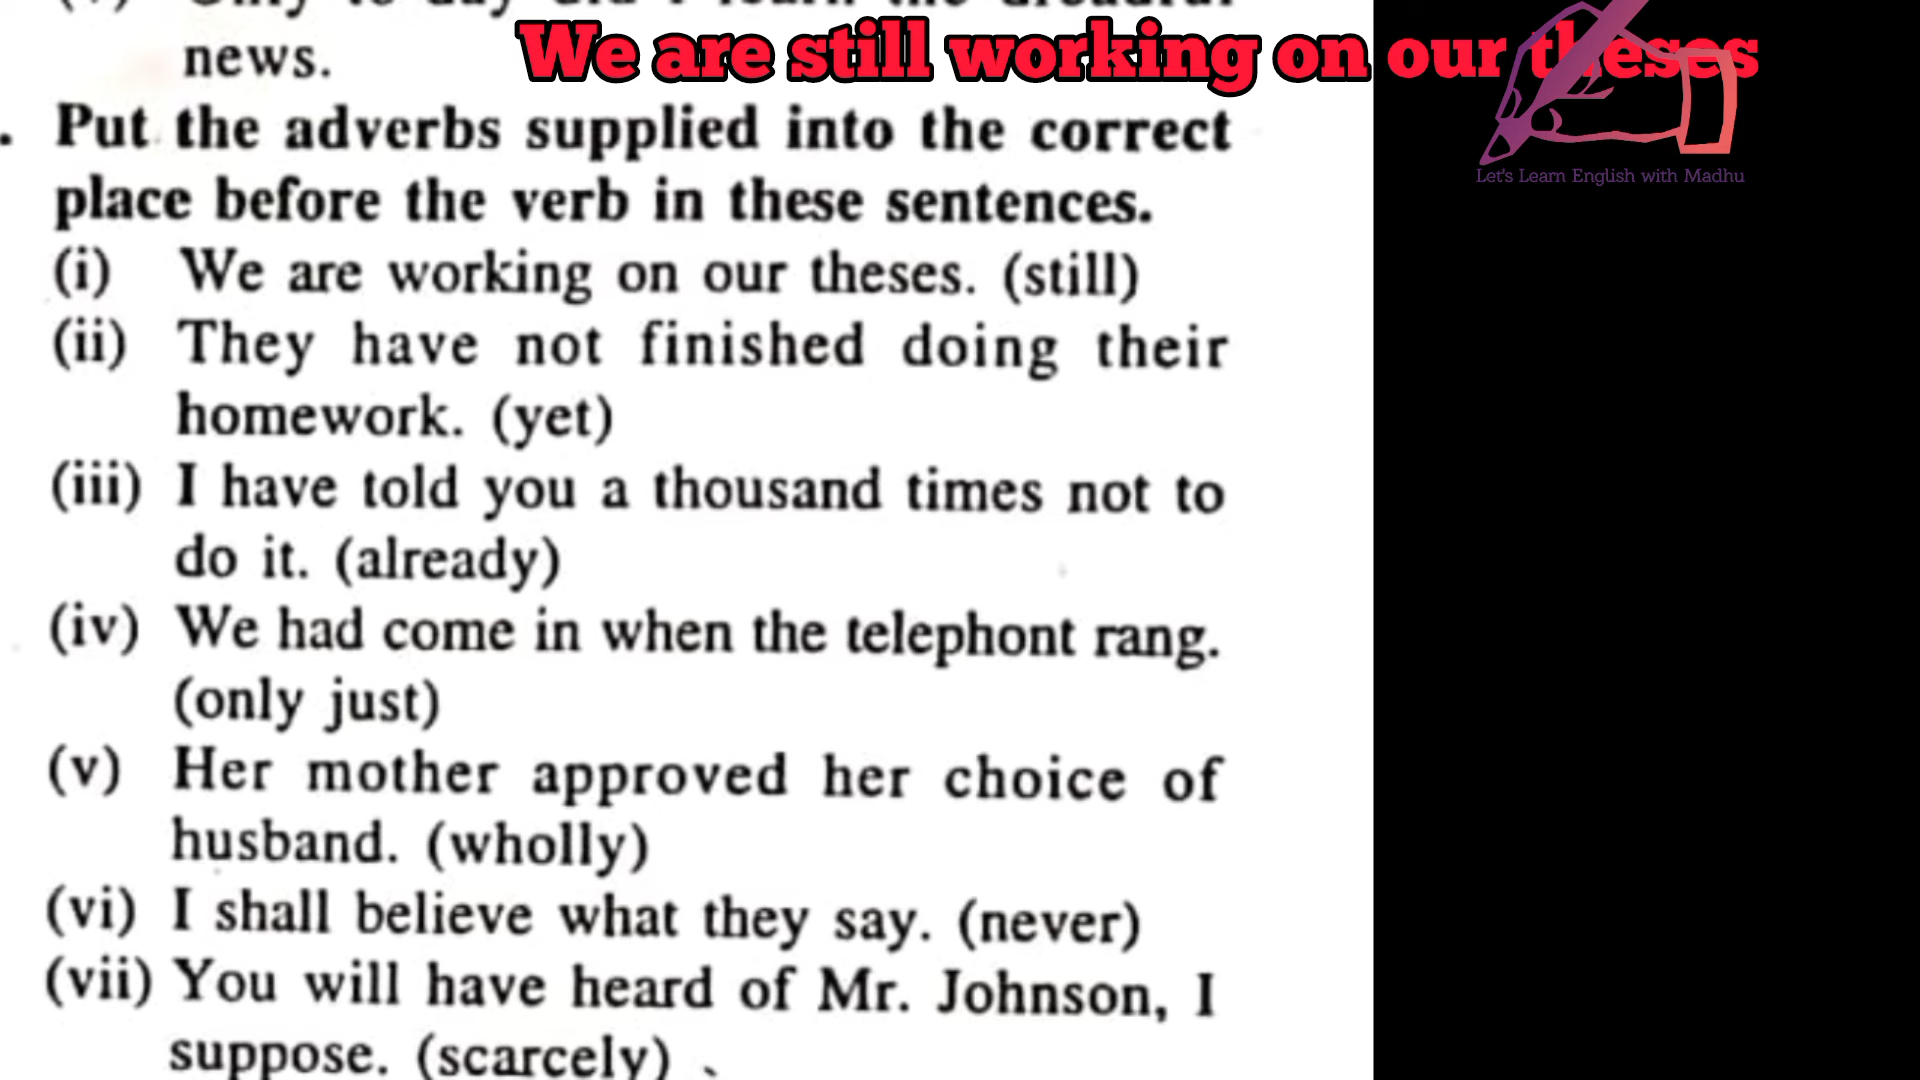 news.
We are still working on our theses
Let's Learn English with Madhu
. Put the adverbs supplied into the correct
place before the verb in these sentences.
(i) We are working on our theses. (still)
(ii) They have not finished doing their
homework. (yet)
(iii) I have told you a thousand times not to
do it. (already)
(iv) We had come in when the telephont rang.
(only just)
(v) Her mother approved her choice of
husband. (wholly)
(vi) I shall believe what they say. (never)
(vii) You will have heard of Mr. Johnson, I
suppose. (scarcely)